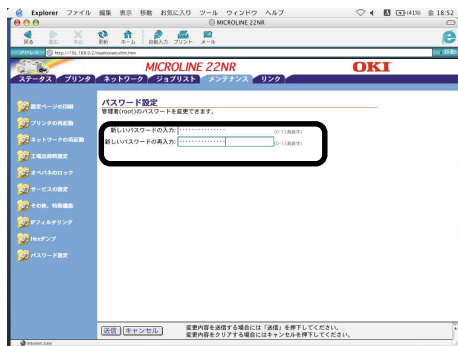 Explorer ファイル 編集 表示 移動 お気に入り ツール ウィンドウ ヘルプ (41%) 金 18:52
MICROLINE 22NR
戻る 進む 中止 更新 ホーム 自動入力 プリント メール
http://192.168.0.2/maintenance/fm.htm 移動
MICROLINE 22NR OKI
ステータス プリンタ ネットワーク ジョブリスト メンテナンス リンク
設定ページの印刷
プリンタの再起動
ネットワークの再起動
工場出荷時設定
オペパネのロック
サービスの設定
その他、特殊機能
IPフィルタリング
Hexダンプ
パスワード設定
パスワード設定
管理者(root)のパスワードを変更できます。
新しいパスワードの入力: (0-15英数字)
新しいパスワードの再入力: (0-15英数字)
送信 キャンセル
変更内容を送信する場合には「送信」を押下してください。
変更内容をクリアする場合にはキャンセルを押下してください。
Internet zone